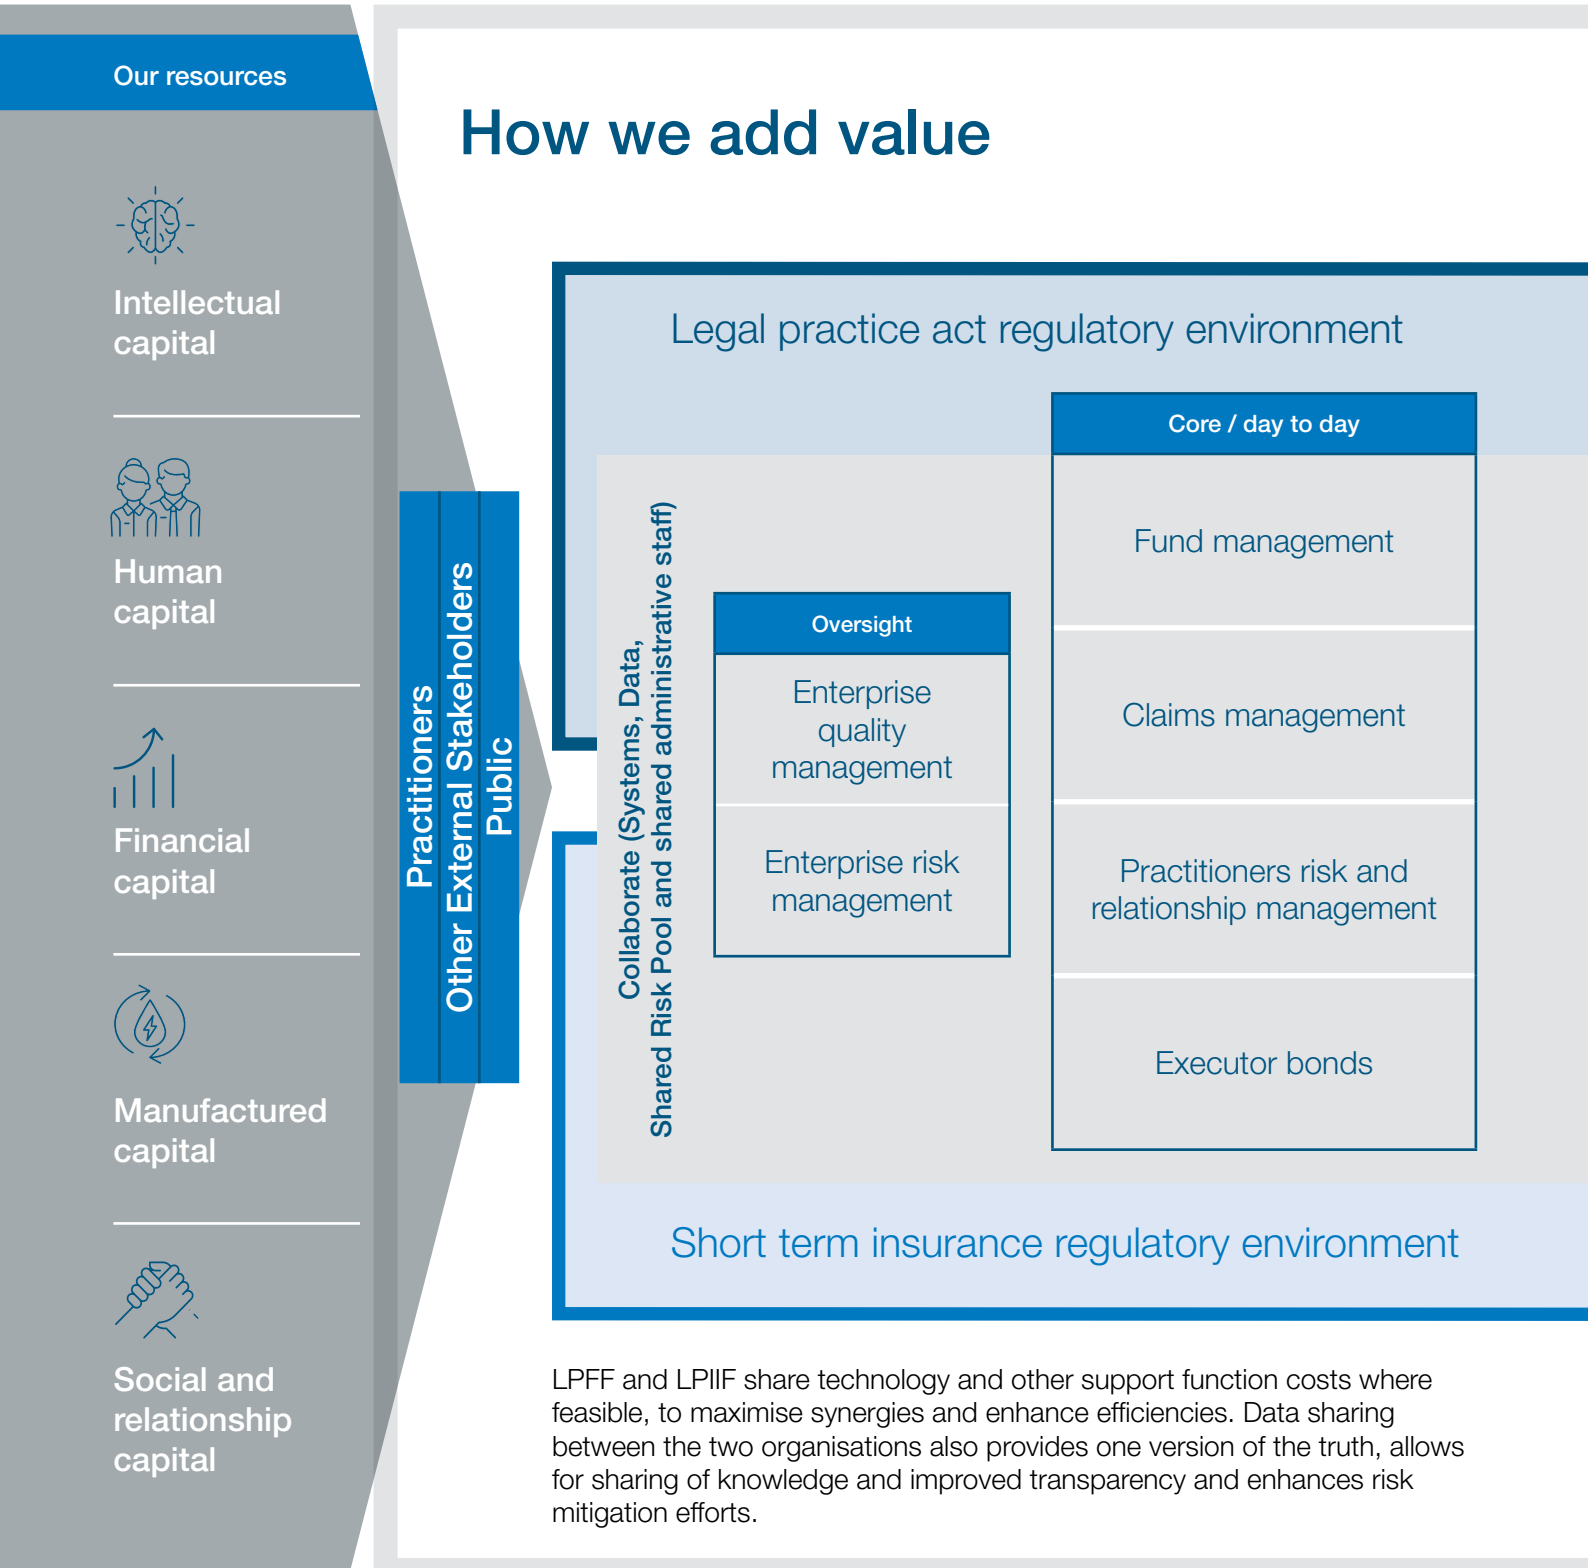 Our resources
Intellectual
capital
Human
capital
Financial
capital
Manufactured
capital
Social and
relationship
capital
How we add value
Practitioners
Other External Stakeholders
Public
Legal practice act regulatory environment
Collaborate (Systems, Data,
Shared Risk Pool and shared administrative staff)
Oversight
Enterprise
quality
management
Enterprise risk
management
Core / day to day
Fund management
Claims management
Practitioners risk and
relationship management
Executor bonds
Short term insurance regulatory environment
LPFF and LPIIF share technology and other support function costs where
feasible, to maximise synergies and enhance efficiencies. Data sharing
between the two organisations also provides one version of the truth, allows
for sharing of knowledge and improved transparency and enhances risk
mitigation efforts.